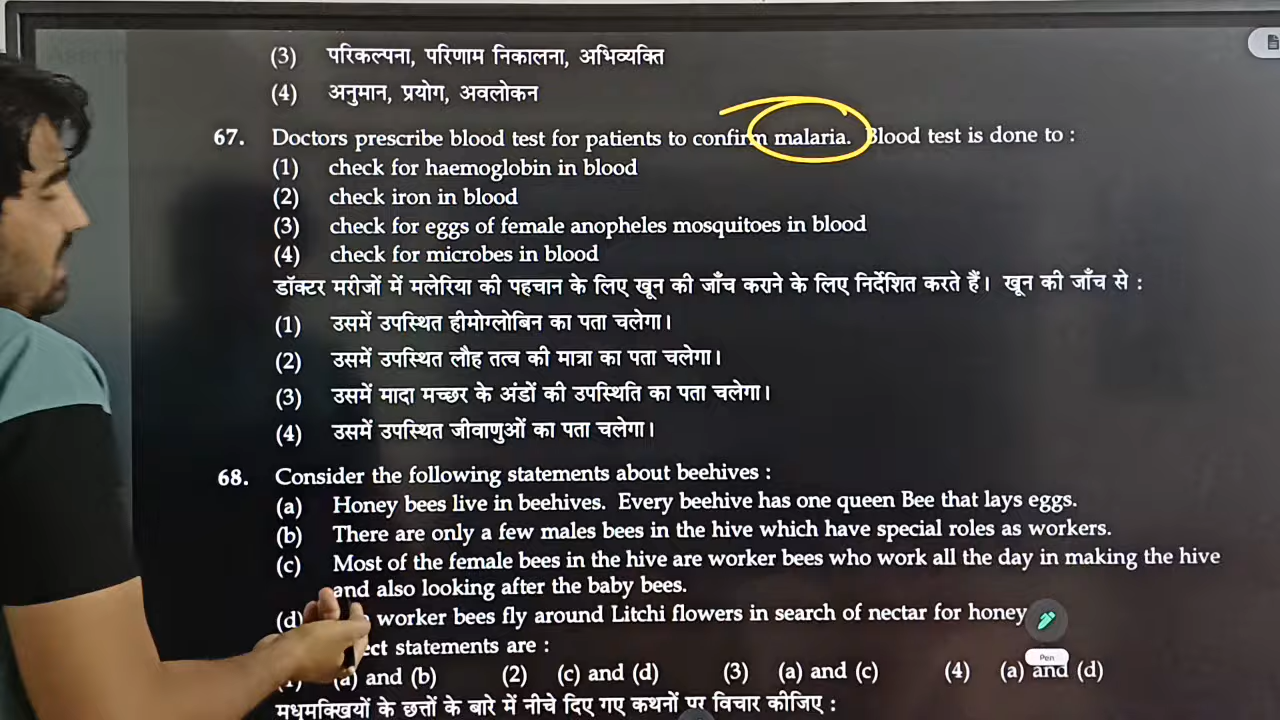 (3) परिकल्पना, परिणाम निकालना, अभिव्यक्ति
(4) अनुमान, प्रयोग, अवलोकन
67. Doctors prescribe blood test for patients to confirm malaria. Blood test is done to :
(1) check for haemoglobin in blood
(2) check iron in blood
(3) check for eggs of female anopheles mosquitoes in blood
(4) check for microbes in blood
डॉक्टर मरीजों में मलेरिया की पहचान के लिए खून की जाँच कराने के लिए निर्देशित करते हैं। खून की जाँच से :
(1) उसमें उपस्थित हीमोग्लोबिन का पता चलेगा।
(2) उसमें उपस्थित लौह तत्व की मात्रा का पता चलेगा।
(3) उसमें मादा मच्छर के अंडों की उपस्थिति का पता चलेगा।
(4) उसमें उपस्थित जीवाणुओं का पता चलेगा।
68. Consider the following statements about beehives :
(a) Honey bees live in beehives. Every beehive has one queen Bee that lays eggs.
(b) There are only a few males bees in the hive which have special roles as workers.
(c) Most of the female bees in the hive are worker bees who work all the day in making the hive
and also looking after the baby bees.
(d) worker bees fly around Litchi flowers in search of nectar for honey
statements are :
(1) (a) and (b) (2) (c) and (d) (3) (a) and (c) (4) (a) and (d)
Pen
मधुमक्खियों के छत्तों के बारे में नीचे दिए गए कथनों पर विचार कीजिए :